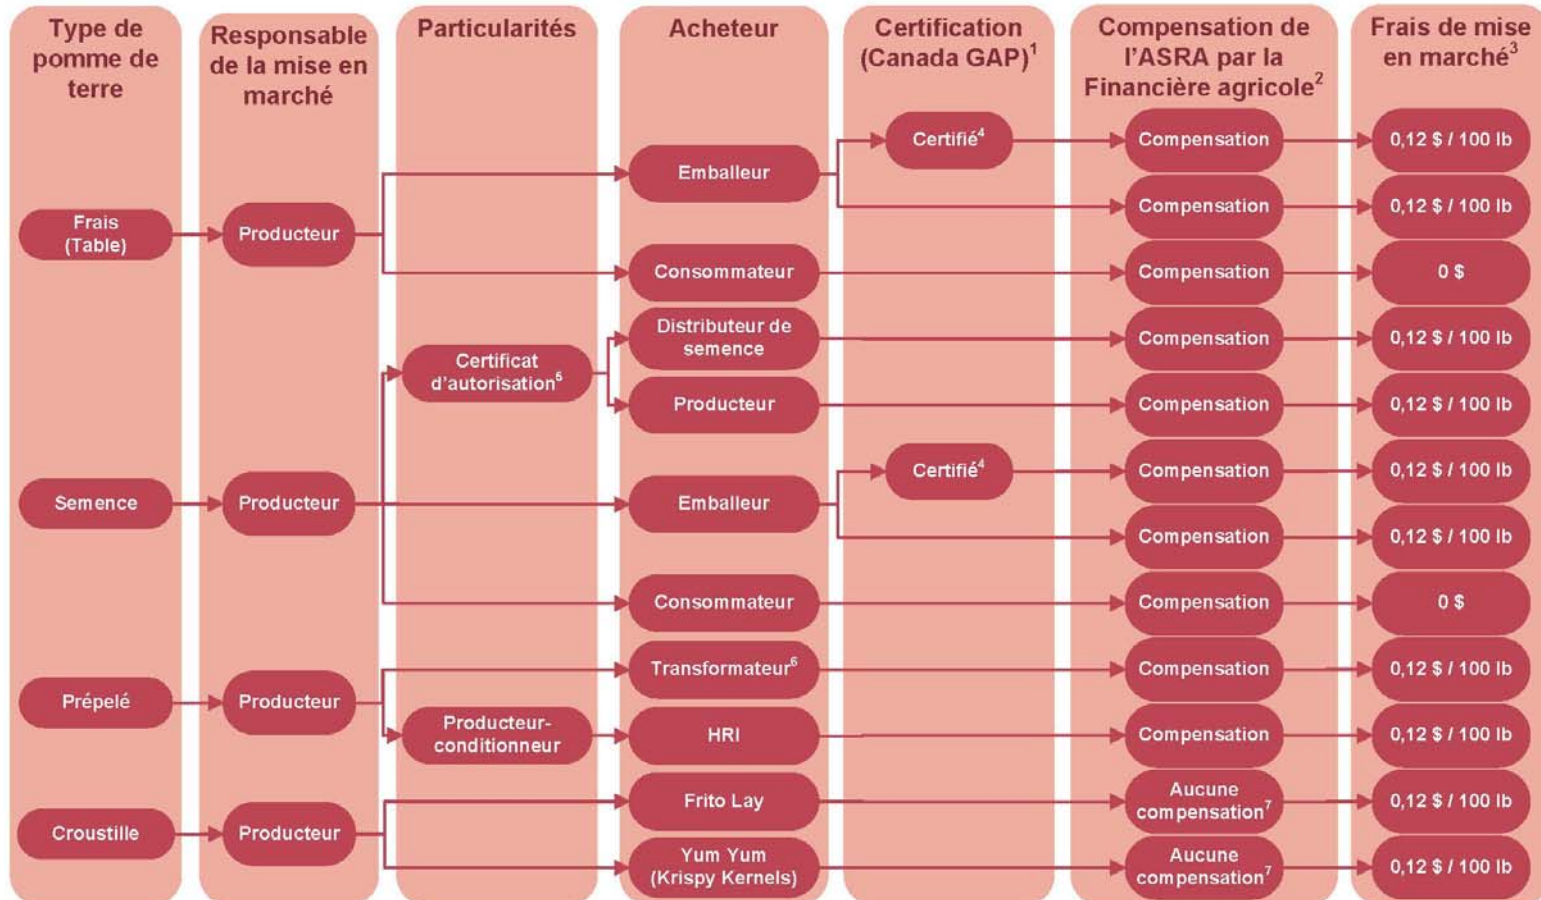 Type de
pomme de
terre
Responsable
de la mise en
marché
Particularités
Acheteur
Certification
(Canada GAP)¹
Compensation de
l'ASRA par la
Financière agricole²
Frais de mise
en marché³
Certifié⁴
Compensation
0,12 $ / 100 lb
Emballeur
Compensation
0,12 $ / 100 lb
Frais
(Table)
Producteur
Consommateur
Compensation
0 $
Distributeur de
semence
Compensation
0,12 $ / 100 lb
Certificat
d'autorisation⁵
Producteur
Compensation
0,12 $ / 100 lb
Certifié⁴
Compensation
0,12 $ / 100 lb
Semence
Producteur
Emballeur
Compensation
0,12 $ / 100 lb
Consommateur
Compensation
0 $
Transformateur⁶
Compensation
0,12 $ / 100 lb
Prépelé
Producteur
Producteur-
conditionneur
HRI
Compensation
0,12 $ / 100 lb
Frito Lay
Aucune
compensation⁷
0,12 $ / 100 lb
Croustille
Producteur
Yum Yum
(Krispy Kernels)
Aucune
compensation⁷
0,12 $ / 100 lb